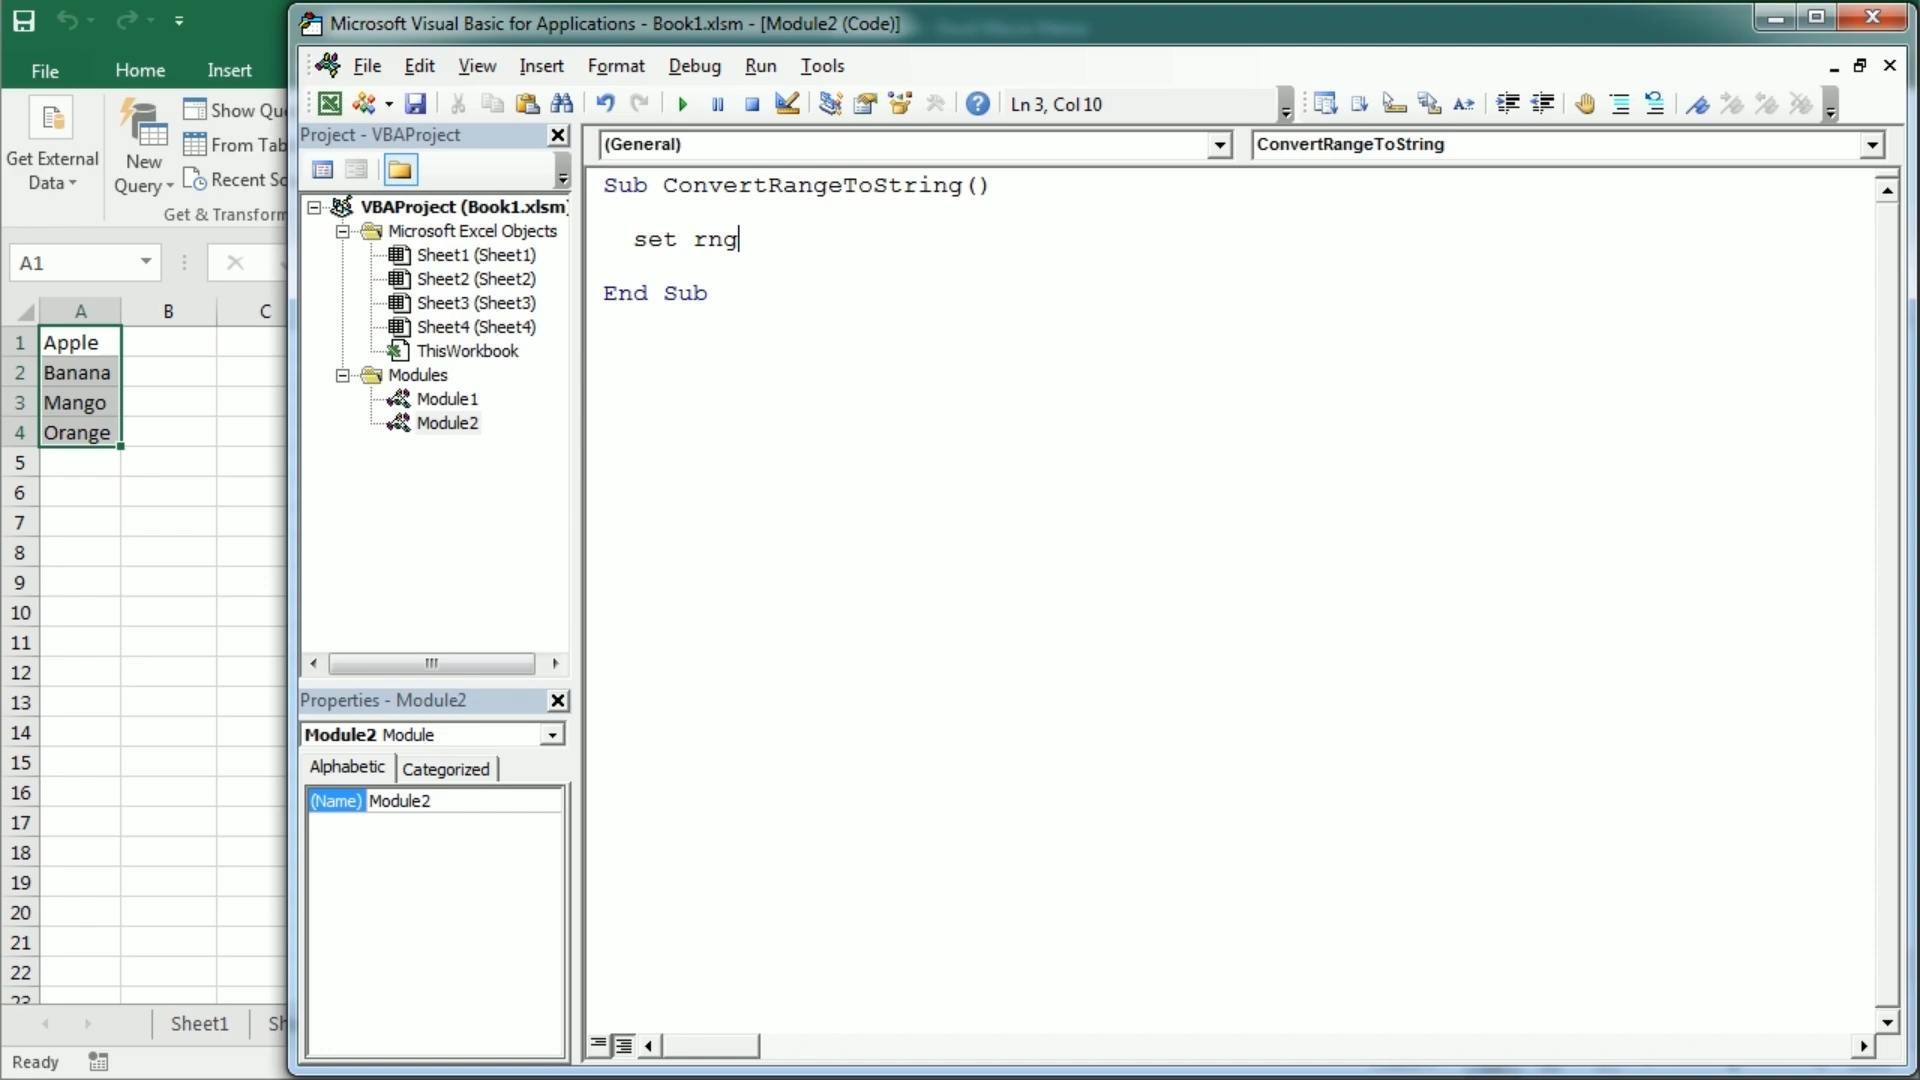 Microsoft Visual Basic for Applications - Book1.xlsm - [Module2 (Code)]
File Home Insert
File Edit View Insert Format Debug Run Tools
Ln 3, Col 10
Get External Data
New Query
Show Qu
From Tab
Recent So
Get & Transform
Project - VBAProject
(General)
ConvertRangeToString
VBAProject (Book1.xlsm)
Microsoft Excel Objects
Sheet1 (Sheet1)
Sheet2 (Sheet2)
Sheet3 (Sheet3)
Sheet4 (Sheet4)
ThisWorkbook
Modules
Module1
Module2
Sub ConvertRangeToString()
set rng
End Sub
A1
A B C
1 Apple
2 Banana
3 Mango
4 Orange
5
6
7
8
9
10
11
12
13
14
15
16
17
18
19
20
21
22
23
Properties - Module2
Module2 Module
Alphabetic Categorized
(Name) Module2
Sheet1 Sh
Ready